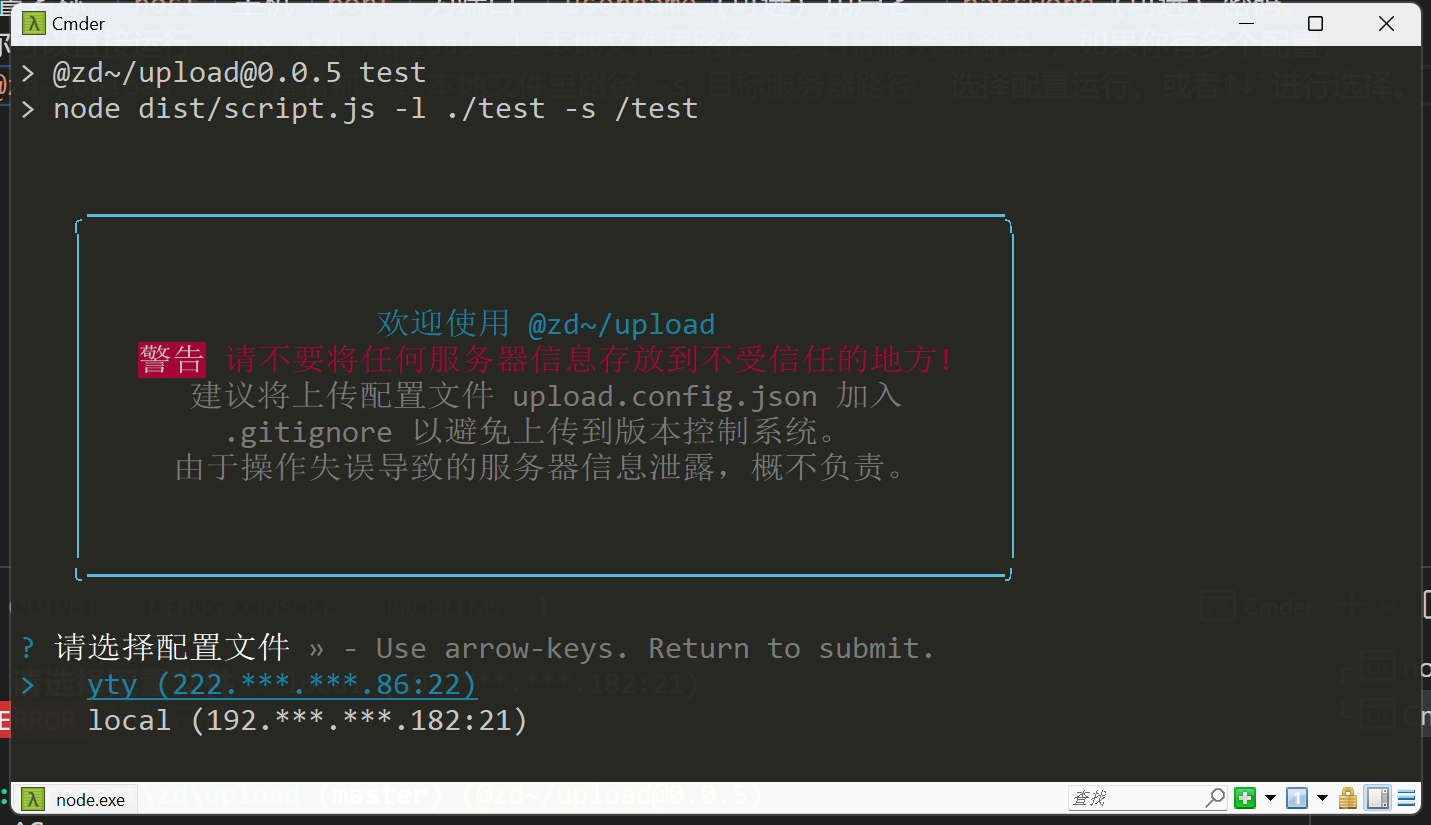 Cmder
> @zd~/upload@0.0.5 test
> node dist/script.js -l ./test -s /test
欢迎使用 @zd~/upload
警告 请不要将任何服务器信息存放到不受信任的地方!
建议将上传配置文件 upload.config.json 加入
.gitignore 以避免上传到版本控制系统。
由于操作失误导致的服务器信息泄露，概不负责。
OUTPUT DEBUG CONSOLE PROBLEMS 1 Cmder
? 请选择配置文件 » - Use arrow-keys. Return to submit.
> yty (222.***.***.86:22)
local (192.***.***.182:21)
node.exe
查找